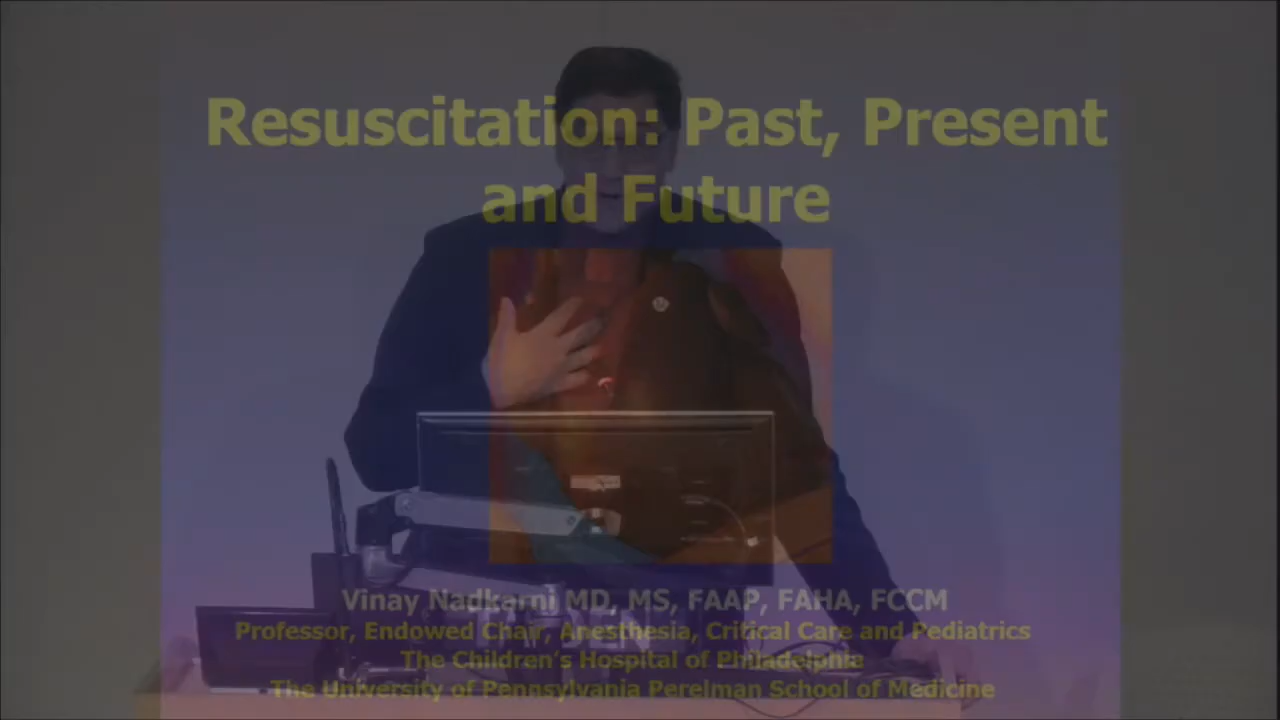 Resuscitation: Past, Present
and Future
Vinay Nadkarni MD, MS, FAAP, FAHA, FCCM
Professor, Endowed Chair, Anesthesia, Critical Care and Pediatrics
The Children's Hospital of Philadelphia
The University of Pennsylvania Perelman School of Medicine